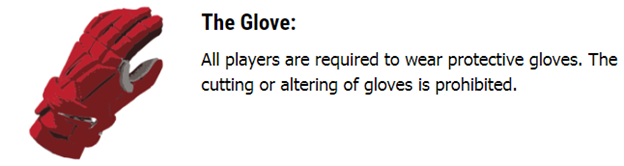 The Glove:
All players are required to wear protective gloves. The
cutting or altering of gloves is prohibited.